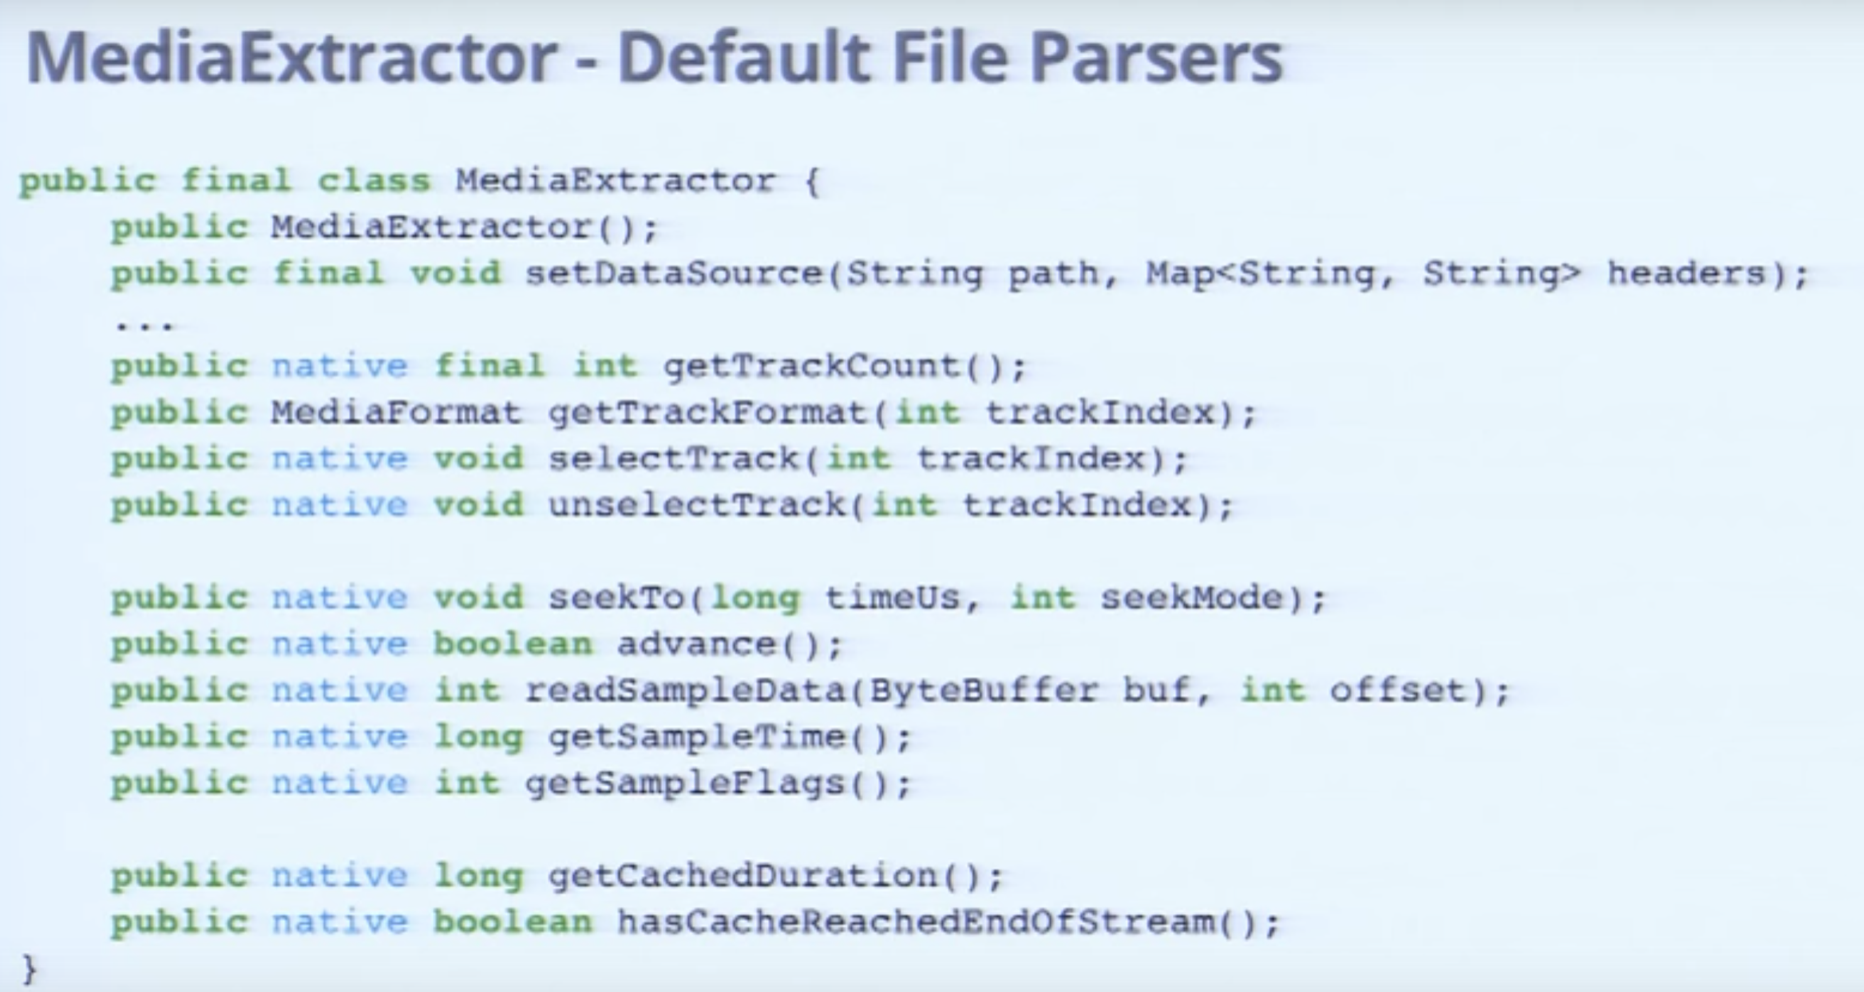 MediaExtractor - Default File Parsers
public final class MediaExtractor {
public MediaExtractor();
public final void setDataSource(String path, Map<String, String> headers);
...
public native final int getTrackCount();
public MediaFormat getTrackFormat(int trackIndex);
public native void selectTrack(int trackIndex);
public native void unselectTrack(int trackIndex);
public native void seekTo(long timeUs, int seekMode);
public native boolean advance();
public native int readSampleData(ByteBuffer buf, int offset);
public native long getSampleTime();
public native int getSampleFlags();
public native long getCachedDuration();
public native boolean hasCacheReachedEndOfStream();
}